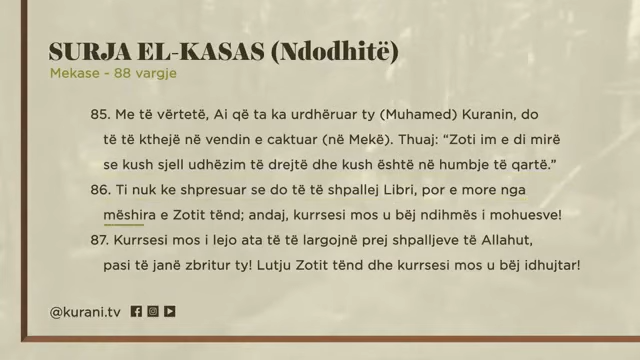 SURJA EL-KASAS (Ndodhitë)
Mekase - 88 vargje
85. Me të vërtetë, Ai që ta ka urdhëruar ty (Muhamed) Kuranin, do
të të kthejë në vendin e caktuar (në Mekë). Thuaj: “Zoti im e di mirë
se kush sjell udhëzim të drejtë dhe kush është në humbje të qartë.”
86. Ti nuk ke shpresuar se do të të shpallej Libri, por e more nga
mëshira e Zotit tënd; andaj, kurrsesi mos u bëj ndihmës i mohuesve!
87. Kurrsesi mos i lejo ata të të largojnë prej shpalljeve të Allahut,
pasi të janë zbritur ty! Lutju Zotit tënd dhe kurrsesi mos u bëj idhujtar!
@kurani.tv